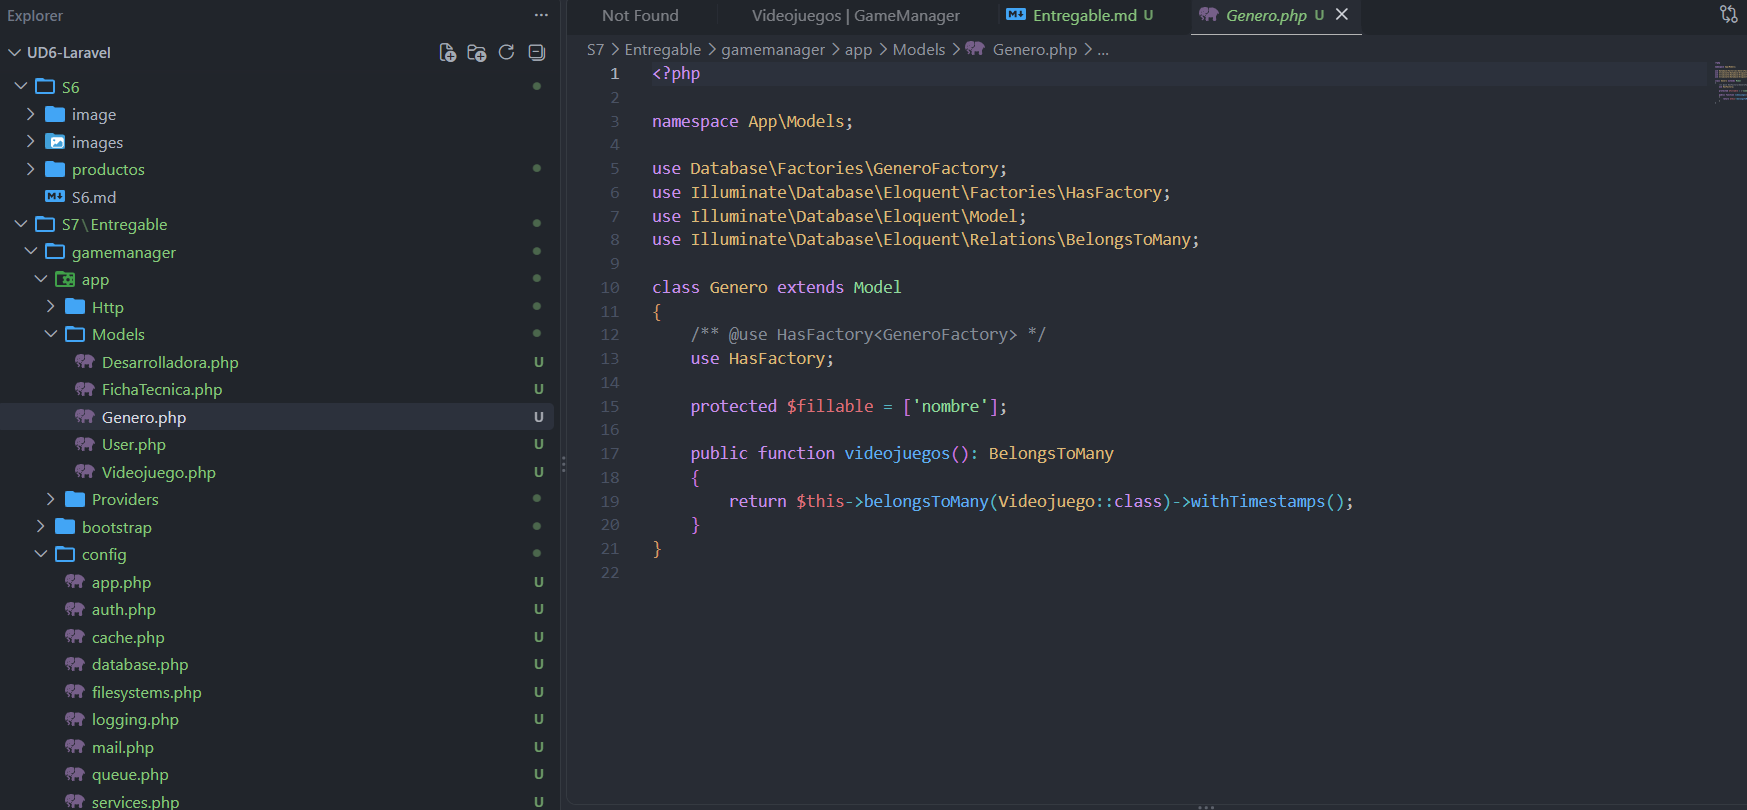 Explorer
UD6-Laravel
S6
image
images
productos
S6.md
S7\Entregable
gamemanager
app
Http
Models
Desarrolladora.php U
FichaTecnica.php U
Genero.php U
User.php U
Videojuego.php U
Providers
bootstrap
config
app.php U
auth.php U
cache.php U
database.php U
filesystems.php U
logging.php U
mail.php U
queue.php U
services.php U
Not Found Videojuegos | GameManager Entregable.md U Genero.php U
S7 > Entregable > gamemanager > app > Models > Genero.php > ...
1 <?php
2
3 namespace App\Models;
4
5 use Database\Factories\GeneroFactory;
6 use Illuminate\Database\Eloquent\Factories\HasFactory;
7 use Illuminate\Database\Eloquent\Model;
8 use Illuminate\Database\Eloquent\Relations\BelongsToMany;
9
10 class Genero extends Model
11 {
12 /** @use HasFactory<GeneroFactory> */
13 use HasFactory;
14
15 protected $fillable = ['nombre'];
16
17 public function videojuegos(): BelongsToMany
18 {
19 return $this->belongsToMany(Videojuego::class)->withTimestamps();
20 }
21 }
22